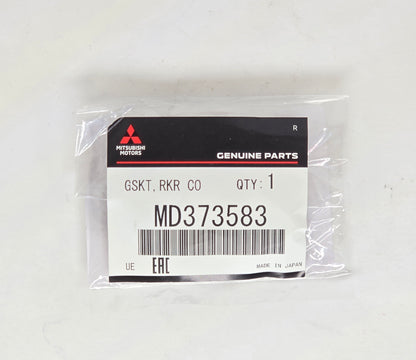 R
MITSUBISHI
MOTORS
GENUINE PARTS
GSKT, RKR CO QTY: 1
MD373583
UE EAC MADE IN JAPAN